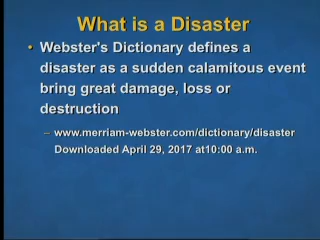 What is a Disaster
• Webster's Dictionary defines a
disaster as a sudden calamitous event
bring great damage, loss or
destruction
– www.merriam-webster.com/dictionary/disaster
Downloaded April 29, 2017 at10:00 a.m.